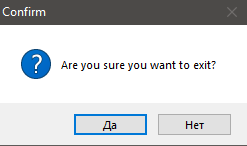 Confirm
Are you sure you want to exit?
Да
Нет